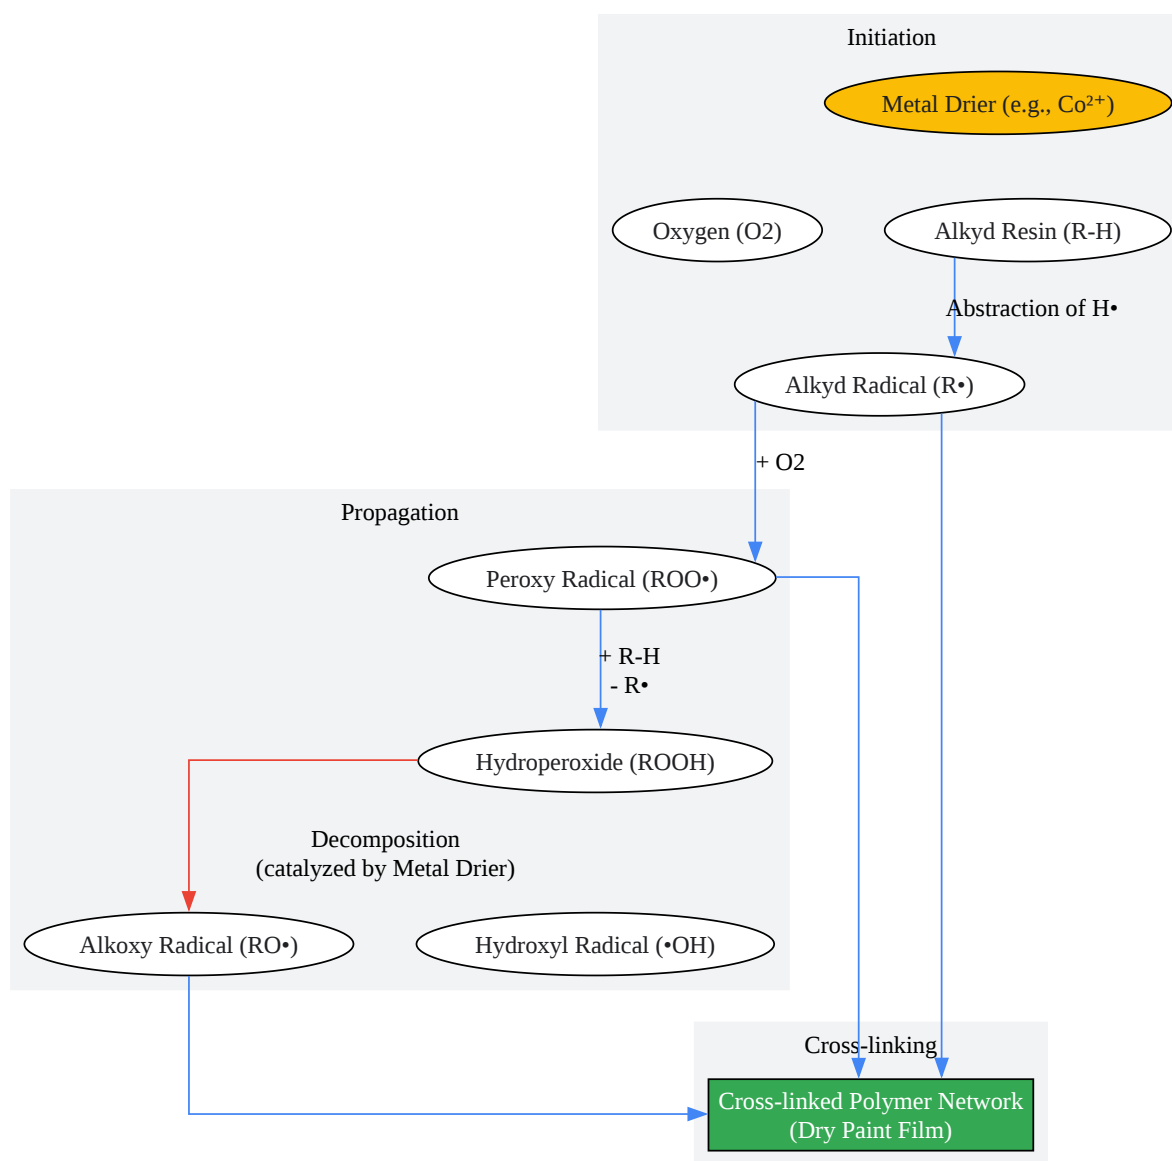 Initiation
Metal Drier (e.g., Co²⁺)
Oxygen (O2)
Alkyd Resin (R-H)
Abstraction of H•
Alkyd Radical (R•)
+ O2
Propagation
Peroxy Radical (ROO•)
+ R-H
- R•
Hydroperoxide (ROOH)
Decomposition
(catalyzed by Metal Drier)
Alkoxy Radical (RO•)
Hydroxyl Radical (•OH)
Cross-linking
Cross-linked Polymer Network
(Dry Paint Film)